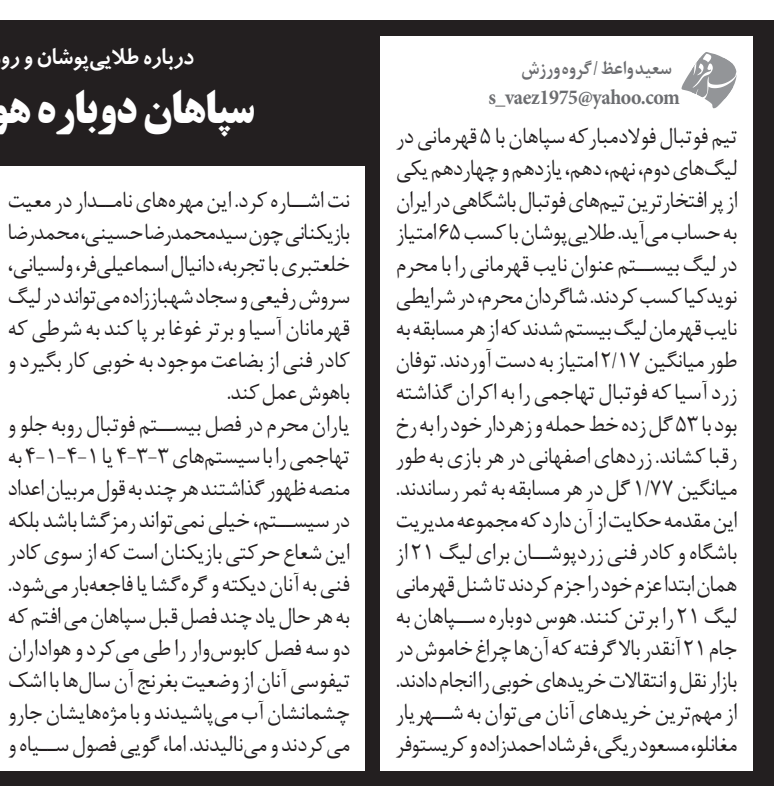 درباره طلایی‌پوشان و رو
سپاهان دوباره هو
سعیدواعظ /گروه‌ورزش
s_vaez1975@yahoo.com
تیم فوتبال فولادمبارکه سپاهان با ۵ قهرمانی در
لیگ‌های دوم، نهم، دهم، یازدهم و چهاردهم یکی
از پر افتخارترین تیم‌های فوتبال باشگاهی در ایران
به حساب می‌آید. طلایی‌پوشان با کسب ۶۵ امتیاز
در لیگ بیستم عنوان نایب قهرمانی را با محرم
نویدکیا کسب کردند. شاگردان محرم، در شرایطی
نایب قهرمان لیگ بیستم شدند که از هر مسابقه به
طور میانگین ۲/۱۷ امتیاز به دست آوردند. توفان
زرد آسیا که فوتبال تهاجمی را به اکران گذاشته
بود با ۵۳ گل زده خط حمله و زهردار خود را به رخ
رقبا کشاند. زردهای اصفهانی در هر بازی به طور
میانگین ۱/۷۷ گل در هر مسابقه به ثمر رساندند.
این مقدمه حکایت از آن دارد که مجموعه مدیریت
باشگاه و کادر فنی زردپوشان برای لیگ ۲۱ از
همان ابتدا عزم خود را جزم کردند تا شنل قهرمانی
لیگ ۲۱ را بر تن کنند. هوس دوباره سپاهان به
جام ۲۱ آنقدر بالا گرفته که آن‌ها چراغ خاموش در
بازار نقل و انتقالات خریدهای خوبی را انجام دادند.
از مهم‌ترین خریدهای آنان می‌توان به شهریار
مغانلو، مسعود ریگی، فرشاد احمدزاده و کریستوفر
نت اشاره کرد. این مهره‌های نامدار در معیت
بازیکنانی چون سیدمحمدرضا حسینی، محمدرضا
خلعتبری با تجربه، دانیال اسماعیلی‌فر، ولسیانی،
سروش رفیعی و سجاد شهباززاده می‌تواند در لیگ
قهرمانان آسیا و برتر غوغا بر پا کند به شرطی که
کادر فنی از بضاعت موجود به خوبی کار بگیرد و
باهوش عمل کند.
یاران محرم در فصل بیستم فوتبال روبه جلو و
تهاجمی را با سیستم‌های ۳-۳-۴ یا ۱-۴-۱-۴ به
منصه ظهور گذاشتند هر چند به قول مربیان اعداد
در سیستم، خیلی نمی‌تواند رمز گشا باشد بلکه
این شعاع حرکتی بازیکنان است که از سوی کادر
فنی به آنان دیکته و گره گشا یا فاجعه‌بار می‌شود.
به هر حال یاد چند فصل قبل سپاهان می افتم که
دو سه فصل کابوس‌وار را طی می‌کرد و هواداران
تیفوسی آنان از وضعیت بغرنج آن سال‌ها با اشک
چشمانشان آب می‌پاشیدند و با مژه‌هایشان جارو
می‌کردند و می‌نالیدند. اما، گویی فصول سیاه و